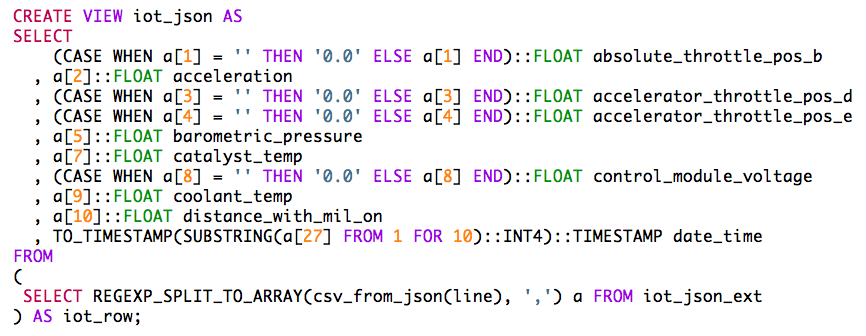 CREATE VIEW iot_json AS
SELECT
    (CASE WHEN a[1] = '' THEN '0.0' ELSE a[1] END)::FLOAT absolute_throttle_pos_b
  , a[2]::FLOAT acceleration
  , (CASE WHEN a[3] = '' THEN '0.0' ELSE a[3] END)::FLOAT accelerator_throttle_pos_d
  , (CASE WHEN a[4] = '' THEN '0.0' ELSE a[4] END)::FLOAT accelerator_throttle_pos_e
  , a[5]::FLOAT barometric_pressure
  , a[7]::FLOAT catalyst_temp
  , (CASE WHEN a[8] = '' THEN '0.0' ELSE a[8] END)::FLOAT control_module_voltage
  , a[9]::FLOAT coolant_temp
  , a[10]::FLOAT distance_with_mil_on
  , TO_TIMESTAMP(SUBSTRING(a[27] FROM 1 FOR 10)::INT4)::TIMESTAMP date_time
FROM
(
 SELECT REGEXP_SPLIT_TO_ARRAY(csv_from_json(line), ',') a FROM iot_json_ext
) AS iot_row;